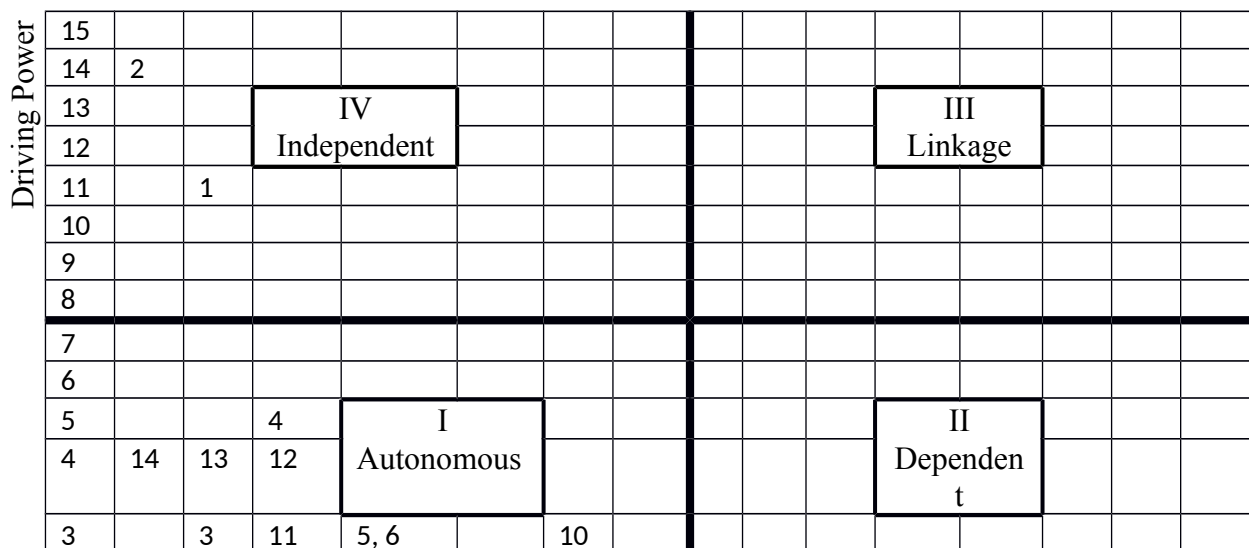 Driving Power
15
14 2
13
12
IV
Independent
III
Linkage
11 1
10
9
8
7
6
5 4
4 14 13 12
I
Autonomous
II
Dependen
t
3 3 11 5, 6 10